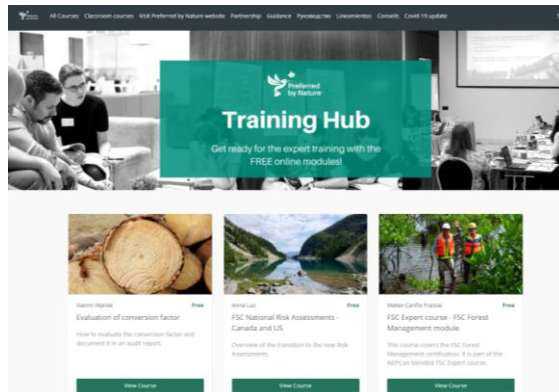 All Courses Classroom courses Visit Preferred by Nature website Partnership Guidance Руководство Lineamientos Conseils Covid-19 update
Preferred
by Nature
Training Hub
Get ready for the expert training with the
FREE online modules!
Free
Evaluation of conversion factor
How to evaluate the conversion factor and
document it in an audit report.
View Course
Anna Luz Free
FSC National Risk Assessments -
Canada and US
Overview of the transition to the new Risk
Assessments.
View Course
Mateo Cariño Fraisse Free
FSC Expert course - FSC Forest
Management module
This course covers the FSC Forest
Management certification. It is part of the
NEPCon blended FSC Expert course.
View Course